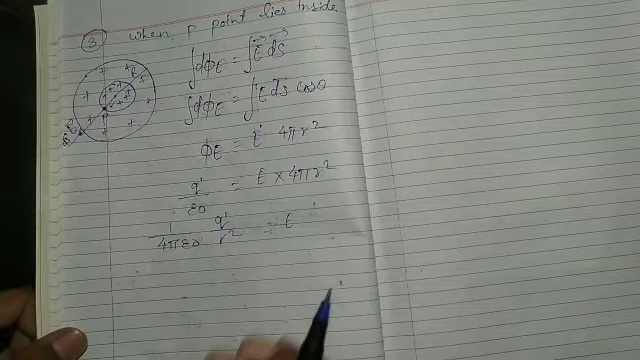 ③ when P point lies Inside
∫dϕE = ∫E⃗ ds⃗
∫dϕE = ∫E ds cosθ
ϕE = E 4πr²
q'/ε0 = E × 4πr²
1/4πε0 q'/r² = E